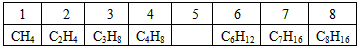 1 2 3 4 5 6 7 8
CH₄ C₂H₄ C₃H₈ C₄H₈ C₆H₁₂ C₇H₁₆ C₈H₁₆